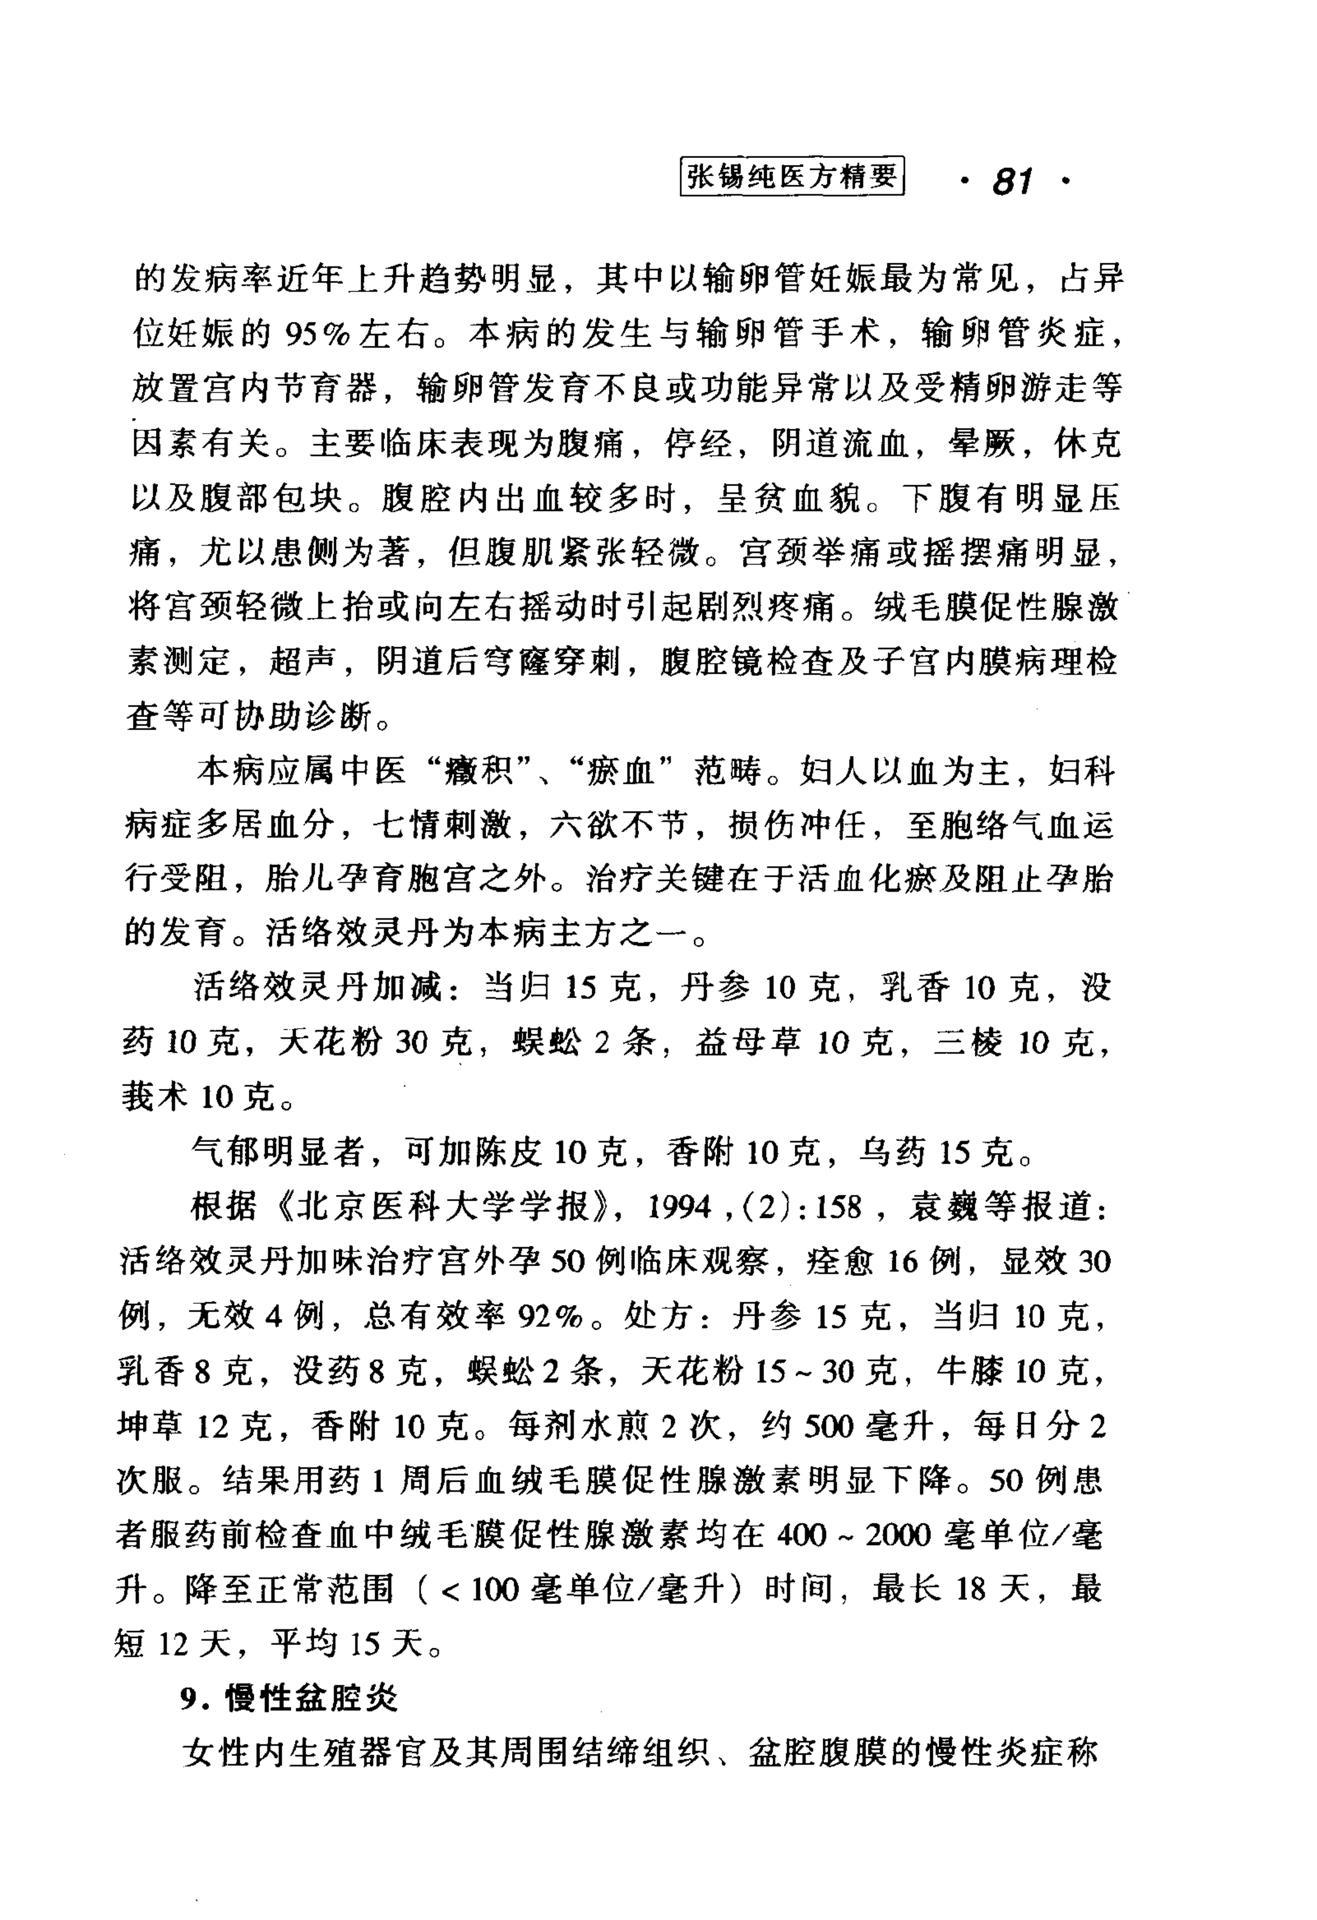 张锡纯医方精要 · 81 ·
的发病率近年上升趋势明显，其中以输卵管妊娠最为常见，占异
位妊娠的 95%左右。本病的发生与输卵管手术，输卵管炎症，
放置宫内节育器，输卵管发育不良或功能异常以及受精卵游走等
因素有关。主要临床表现为腹痛，停经，阴道流血，晕厥，休克
以及腹部包块。腹腔内出血较多时，呈贫血貌。下腹有明显压
痛，尤以患侧为著，但腹肌紧张轻微。宫颈举痛或摇摆痛明显，
将宫颈轻微上抬或向左右摇动时引起剧烈疼痛。绒毛膜促性腺激
素测定，超声，阴道后穹窿穿刺，腹腔镜检查及子宫内膜病理检
查等可协助诊断。
本病应属中医“癥积”、“瘀血”范畴。妇人以血为主，妇科
病症多居血分，七情刺激，六欲不节，损伤冲任，至胞络气血运
行受阻，胎儿孕育胞宫之外。治疗关键在于活血化瘀及阻止孕胎
的发育。活络效灵丹为本病主方之一。
活络效灵丹加减：当归 15 克，丹参 10 克，乳香 10 克，没
药 10 克，天花粉 30 克，蜈蚣 2 条，益母草 10 克，三棱 10 克，
莪术 10 克。
气郁明显者，可加陈皮 10 克，香附 10 克，乌药 15 克。
根据《北京医科大学学报》，1994，(2)：158，袁巍等报道：
活络效灵丹加味治疗宫外孕 50 例临床观察，痊愈 16 例，显效 30
例，无效 4 例，总有效率 92%。处方：丹参 15 克，当归 10 克，
乳香 8 克，没药 8 克，蜈蚣 2 条，天花粉 15～30 克，牛膝 10 克，
坤草 12 克，香附 10 克。每剂水煎 2 次，约 500 毫升，每日分 2
次服。结果用药 1 周后血绒毛膜促性腺激素明显下降。50 例患
者服药前检查血中绒毛膜促性腺激素均在 400～2000 毫单位/毫
升。降至正常范围（＜100 毫单位/毫升）时间，最长 18 天，最
短 12 天，平均 15 天。
9．慢性盆腔炎
女性内生殖器官及其周围结缔组织、盆腔腹膜的慢性炎症称